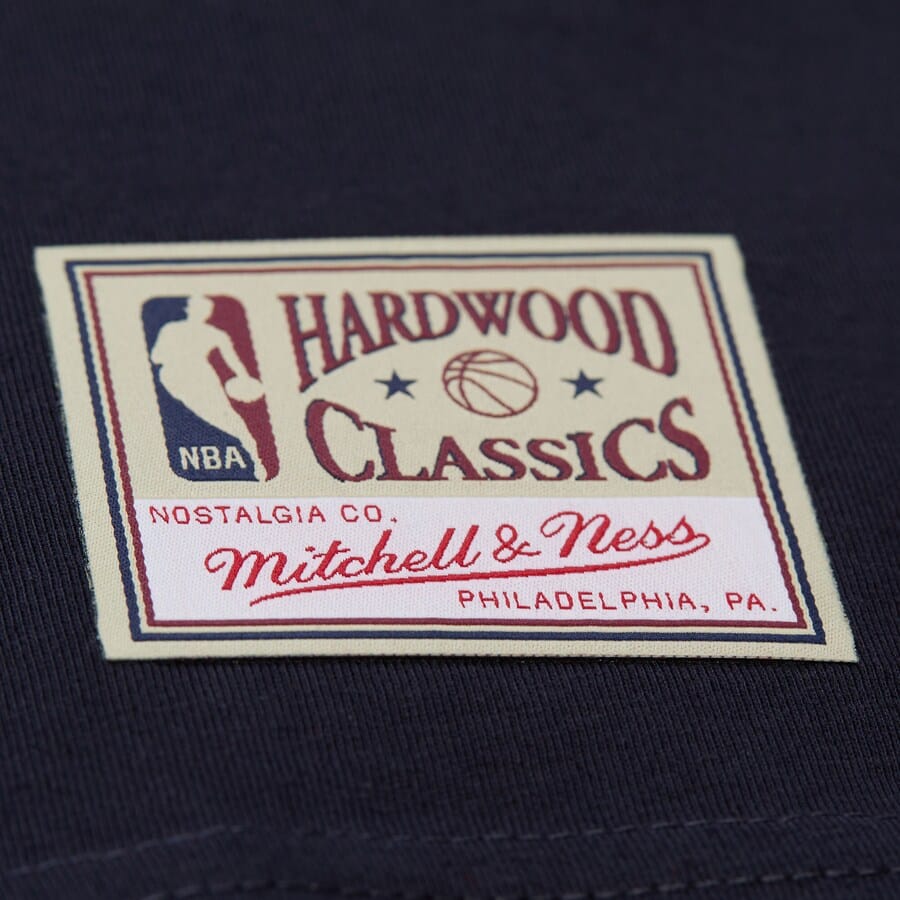 HARDWOOD
CLASSICS
NBA
NOSTALGIA CO.
Mitchell & Ness
PHILADELPHIA, PA.